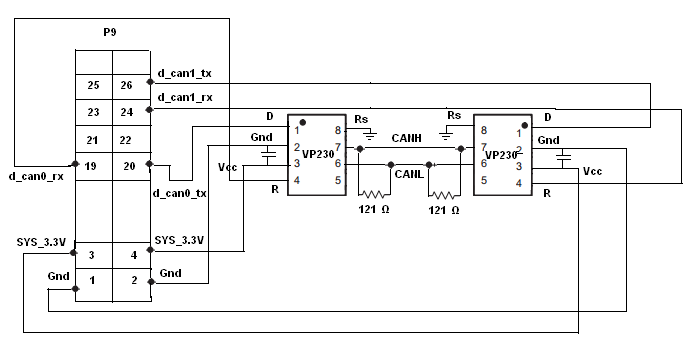 P9
d_can1_tx
25 26
d_can1_rx
23 24
21 22
19 20
d_can0_rx
d_can0_tx
SYS_3.3V
SYS_3.3V
3 4
Gnd
Gnd
1 2
D
Gnd
Vcc
R
1 8
2 7
VP230
3 6
4 5
Rs
CANH
CANL
121 Ω
121 Ω
Rs
8 1
7 2
VP230
6 3
5 4
D
Gnd
Vcc
R